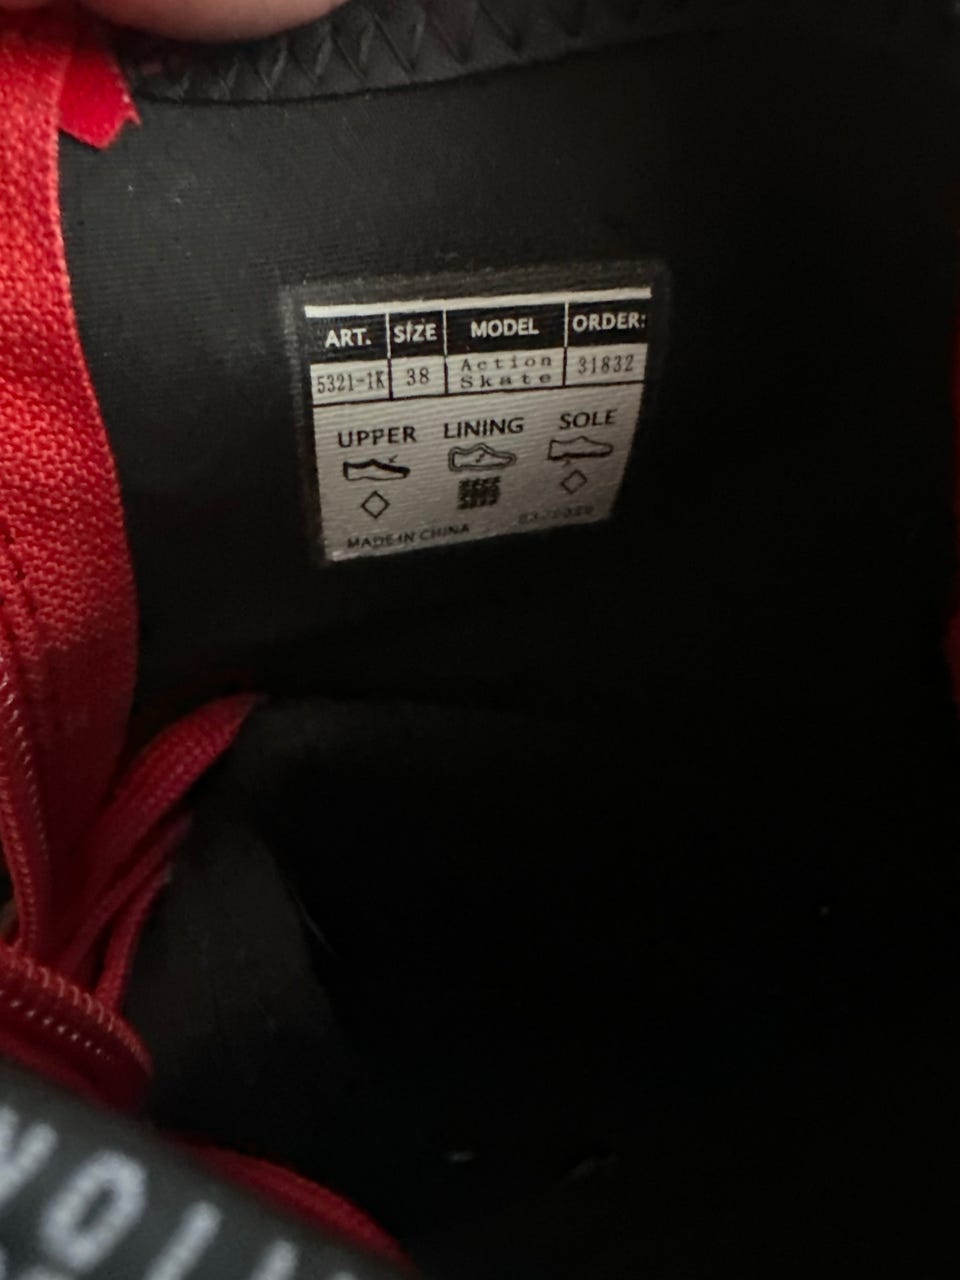 ART. SIZE MODEL ORDER:
5321-1K 38 Action Skate 31832
UPPER LINING SOLE
MADE IN CHINA